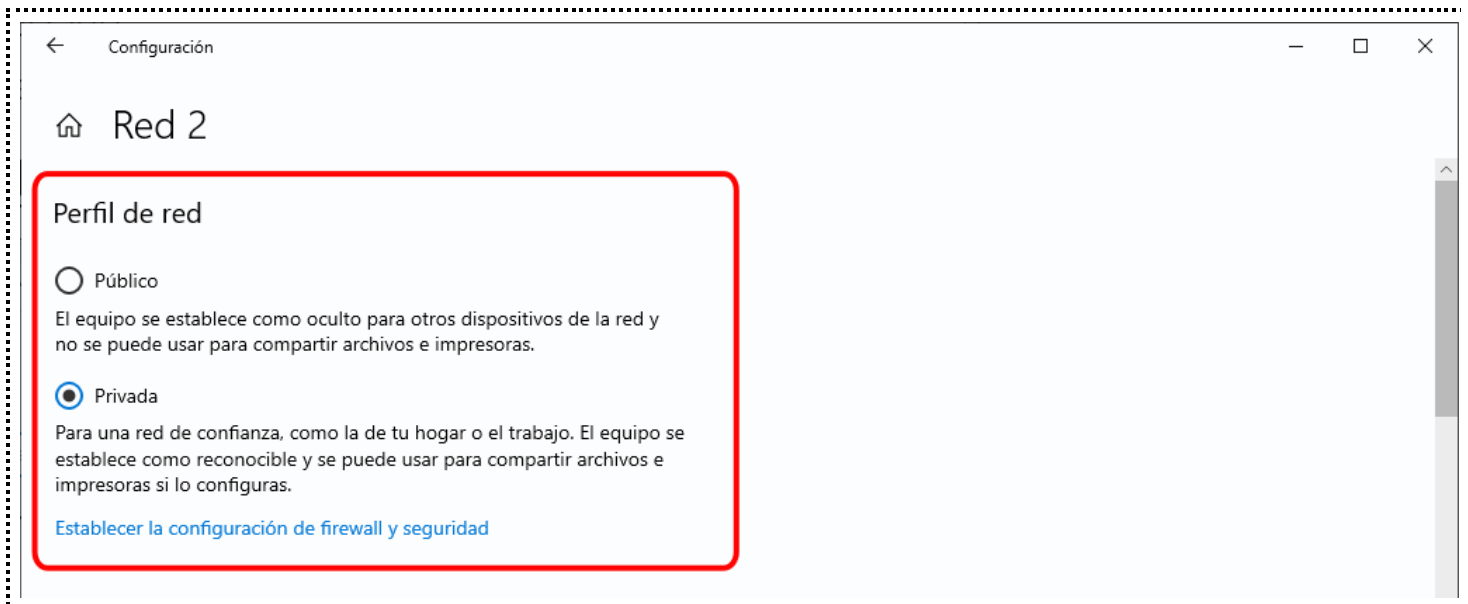 Configuración
Red 2
Perfil de red
Público
El equipo se establece como oculto para otros dispositivos de la red y
no se puede usar para compartir archivos e impresoras.
Privada
Para una red de confianza, como la de tu hogar o el trabajo. El equipo se
establece como reconocible y se puede usar para compartir archivos e
impresoras si lo configuras.
Establecer la configuración de firewall y seguridad